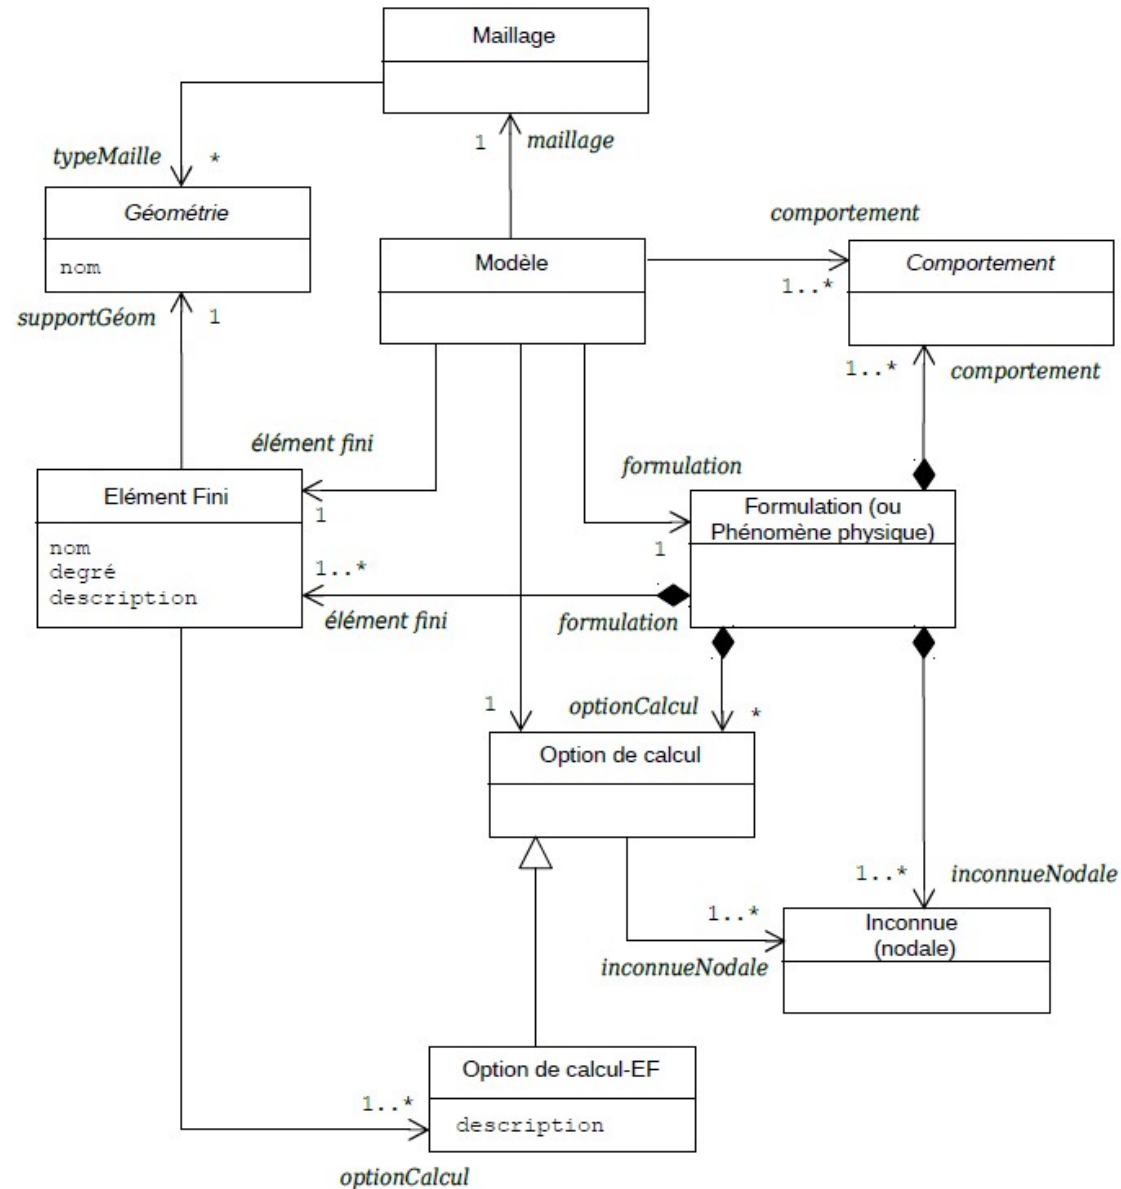 Maillage
1
maillage
typeMaille
*
Géométrie
nom
comportement
Modèle
Comportement
1..*
supportGéom
1
1..*
comportement
élément fini
formulation
Elément Fini
1
Formulation (ou
Phénomène physique)
nom
degré
description
1..*
1
élément fini
formulation
1
optionCalcul
*
Option de calcul
1..*
inconnueNodale
1..*
inconnueNodale
Inconnue
(nodale)
Option de calcul-EF
1..*
description
optionCalcul